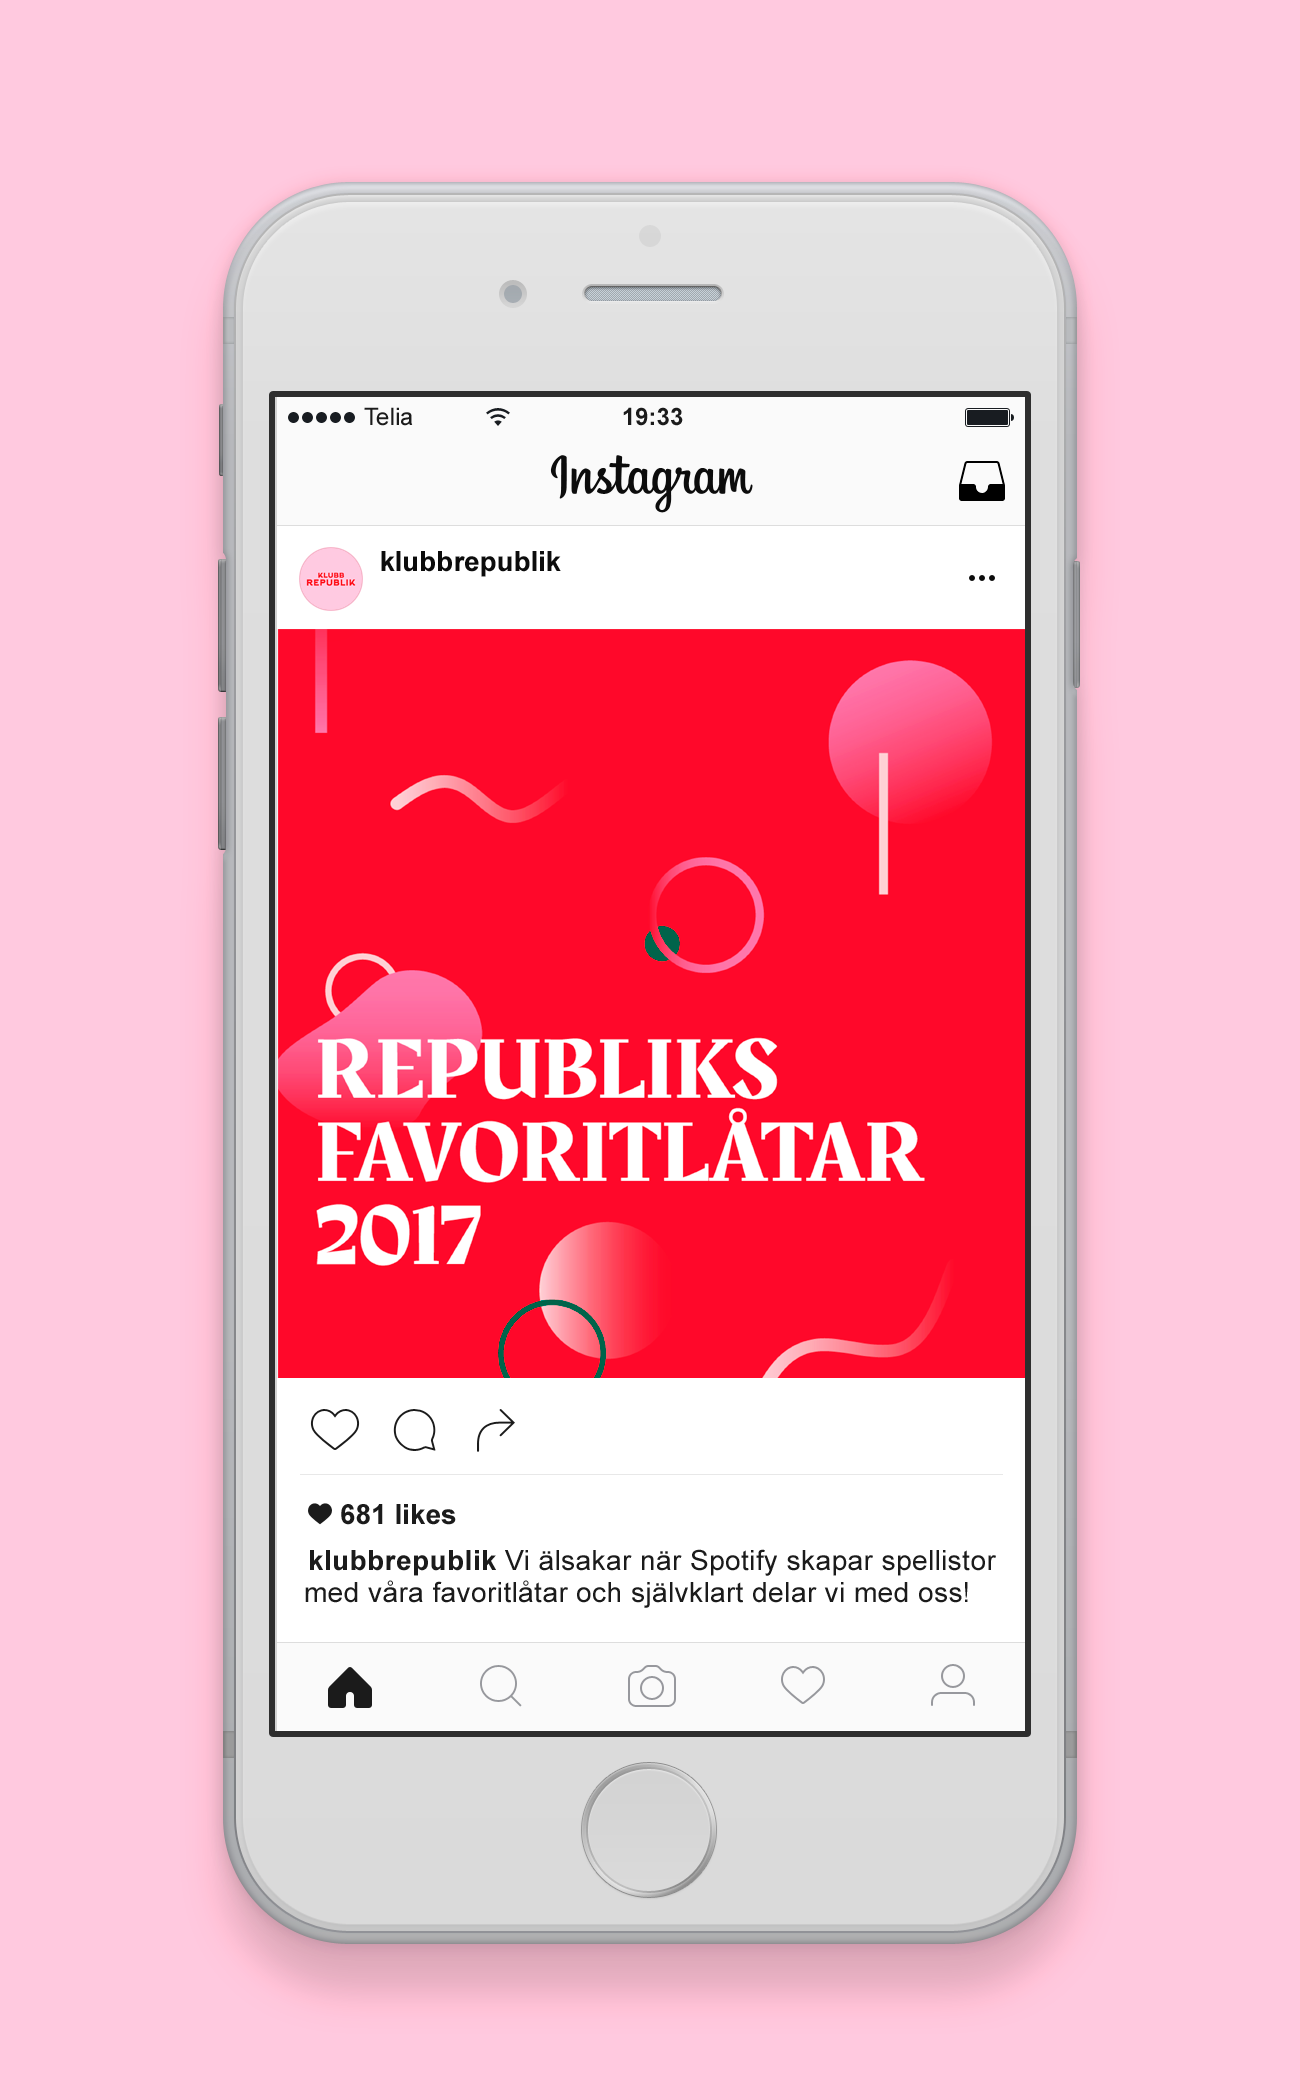 Telia
19:33
Instagram
KLUBB
REPUBLIK
klubbrepublik
REPUBLIKS
FAVORITLÅTAR
2017
681 likes
klubbrepublik Vi älsakar när Spotify skapar spellistor
med våra favoritlåtar och självklart delar vi med oss!